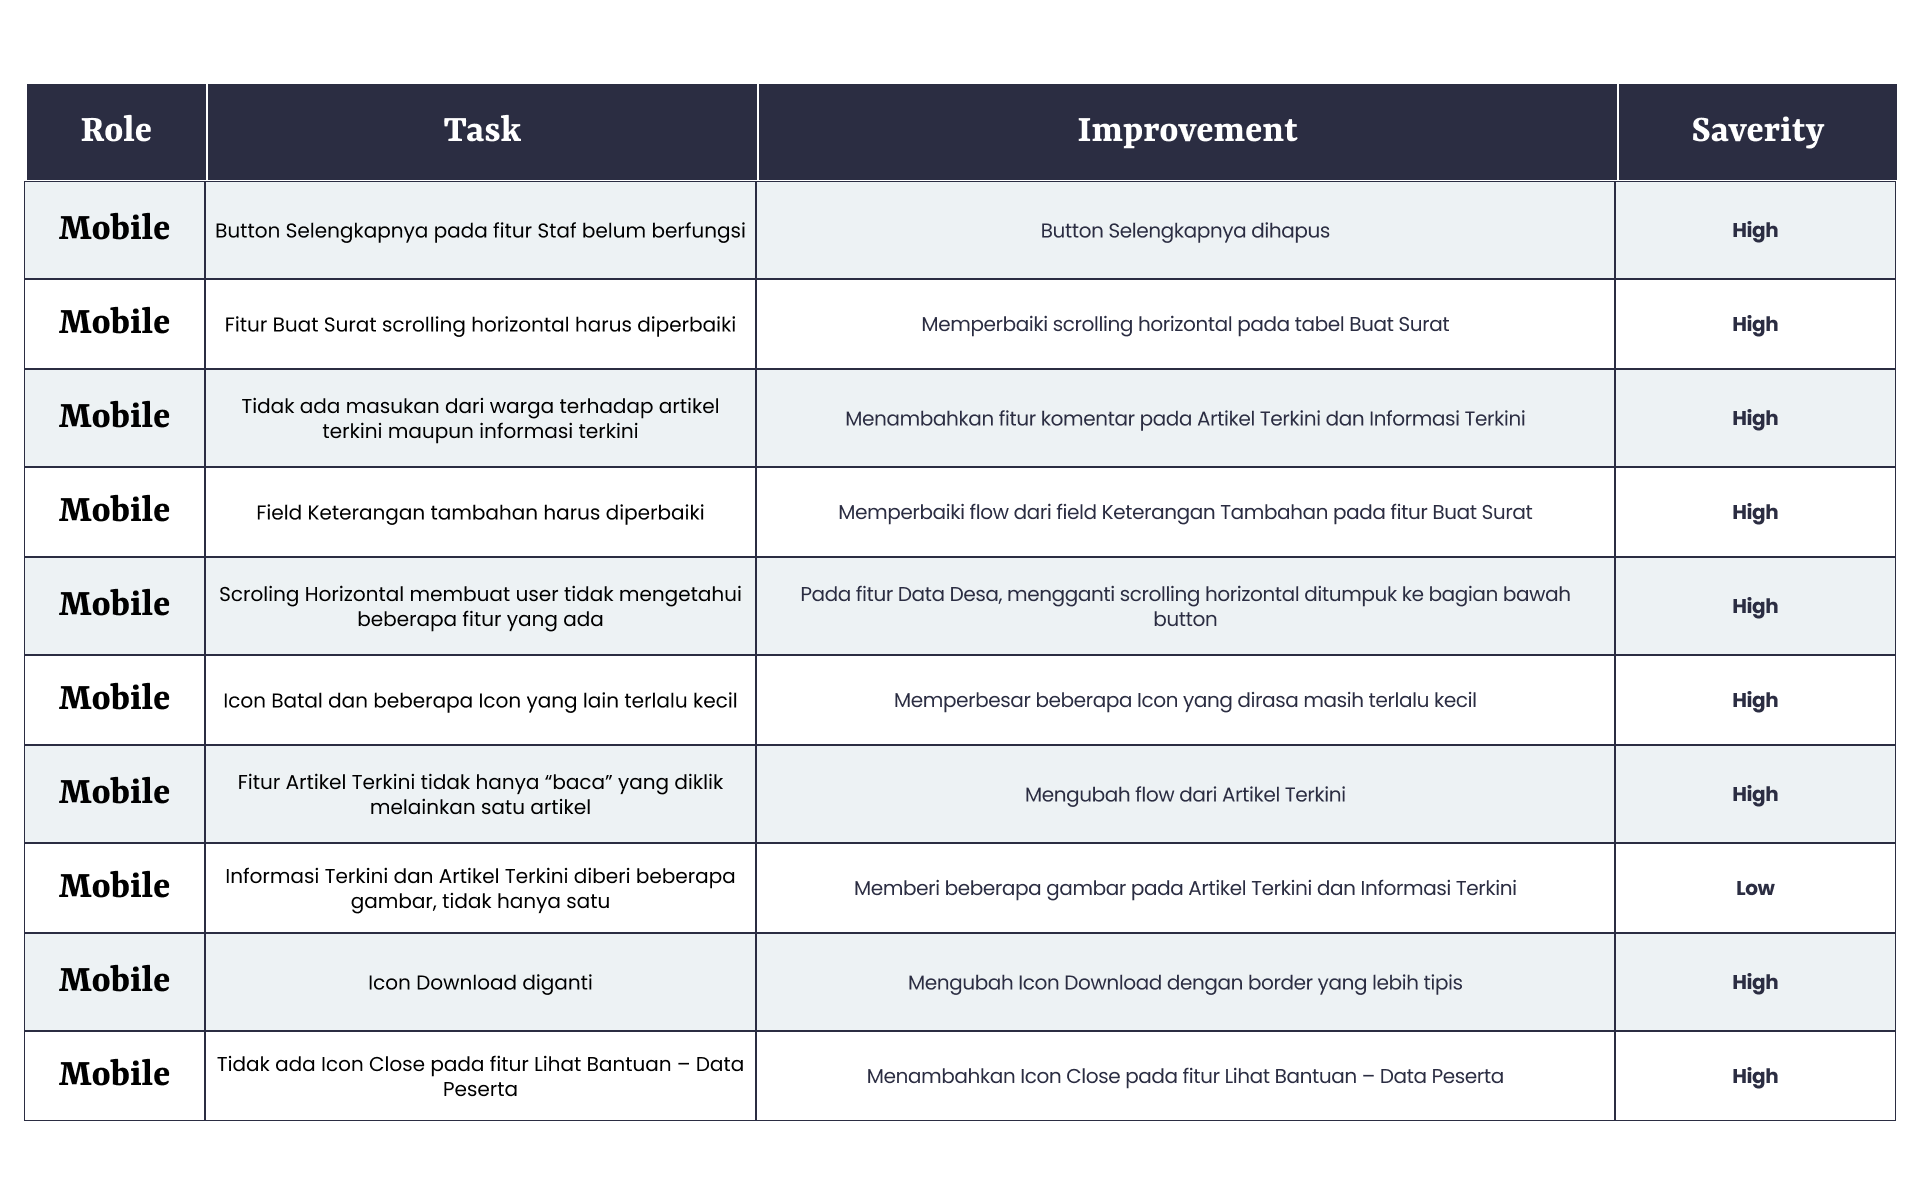 Role Task Improvement Saverity
Mobile Button Selengkapnya pada fitur Staf belum berfungsi Button Selengkapnya dihapus High
Mobile Fitur Buat Surat scrolling horizontal harus diperbaiki Memperbaiki scrolling horizontal pada tabel Buat Surat High
Mobile Tidak ada masukan dari warga terhadap artikel
terkini maupun informasi terkini Menambahkan fitur komentar pada Artikel Terkini dan Informasi Terkini High
Mobile Field Keterangan tambahan harus diperbaiki Memperbaiki flow dari field Keterangan Tambahan pada fitur Buat Surat High
Mobile Scroling Horizontal membuat user tidak mengetahui
beberapa fitur yang ada Pada fitur Data Desa, mengganti scrolling horizontal ditumpuk ke bagian bawah
button High
Mobile Icon Batal dan beberapa Icon yang lain terlalu kecil Memperbesar beberapa Icon yang dirasa masih terlalu kecil High
Mobile Fitur Artikel Terkini tidak hanya “baca” yang diklik
melainkan satu artikel Mengubah flow dari Artikel Terkini High
Mobile Informasi Terkini dan Artikel Terkini diberi beberapa
gambar, tidak hanya satu Memberi beberapa gambar pada Artikel Terkini dan Informasi Terkini Low
Mobile Icon Download diganti Mengubah Icon Download dengan border yang lebih tipis High
Mobile Tidak ada Icon Close pada fitur Lihat Bantuan – Data
Peserta Menambahkan Icon Close pada fitur Lihat Bantuan – Data Peserta High